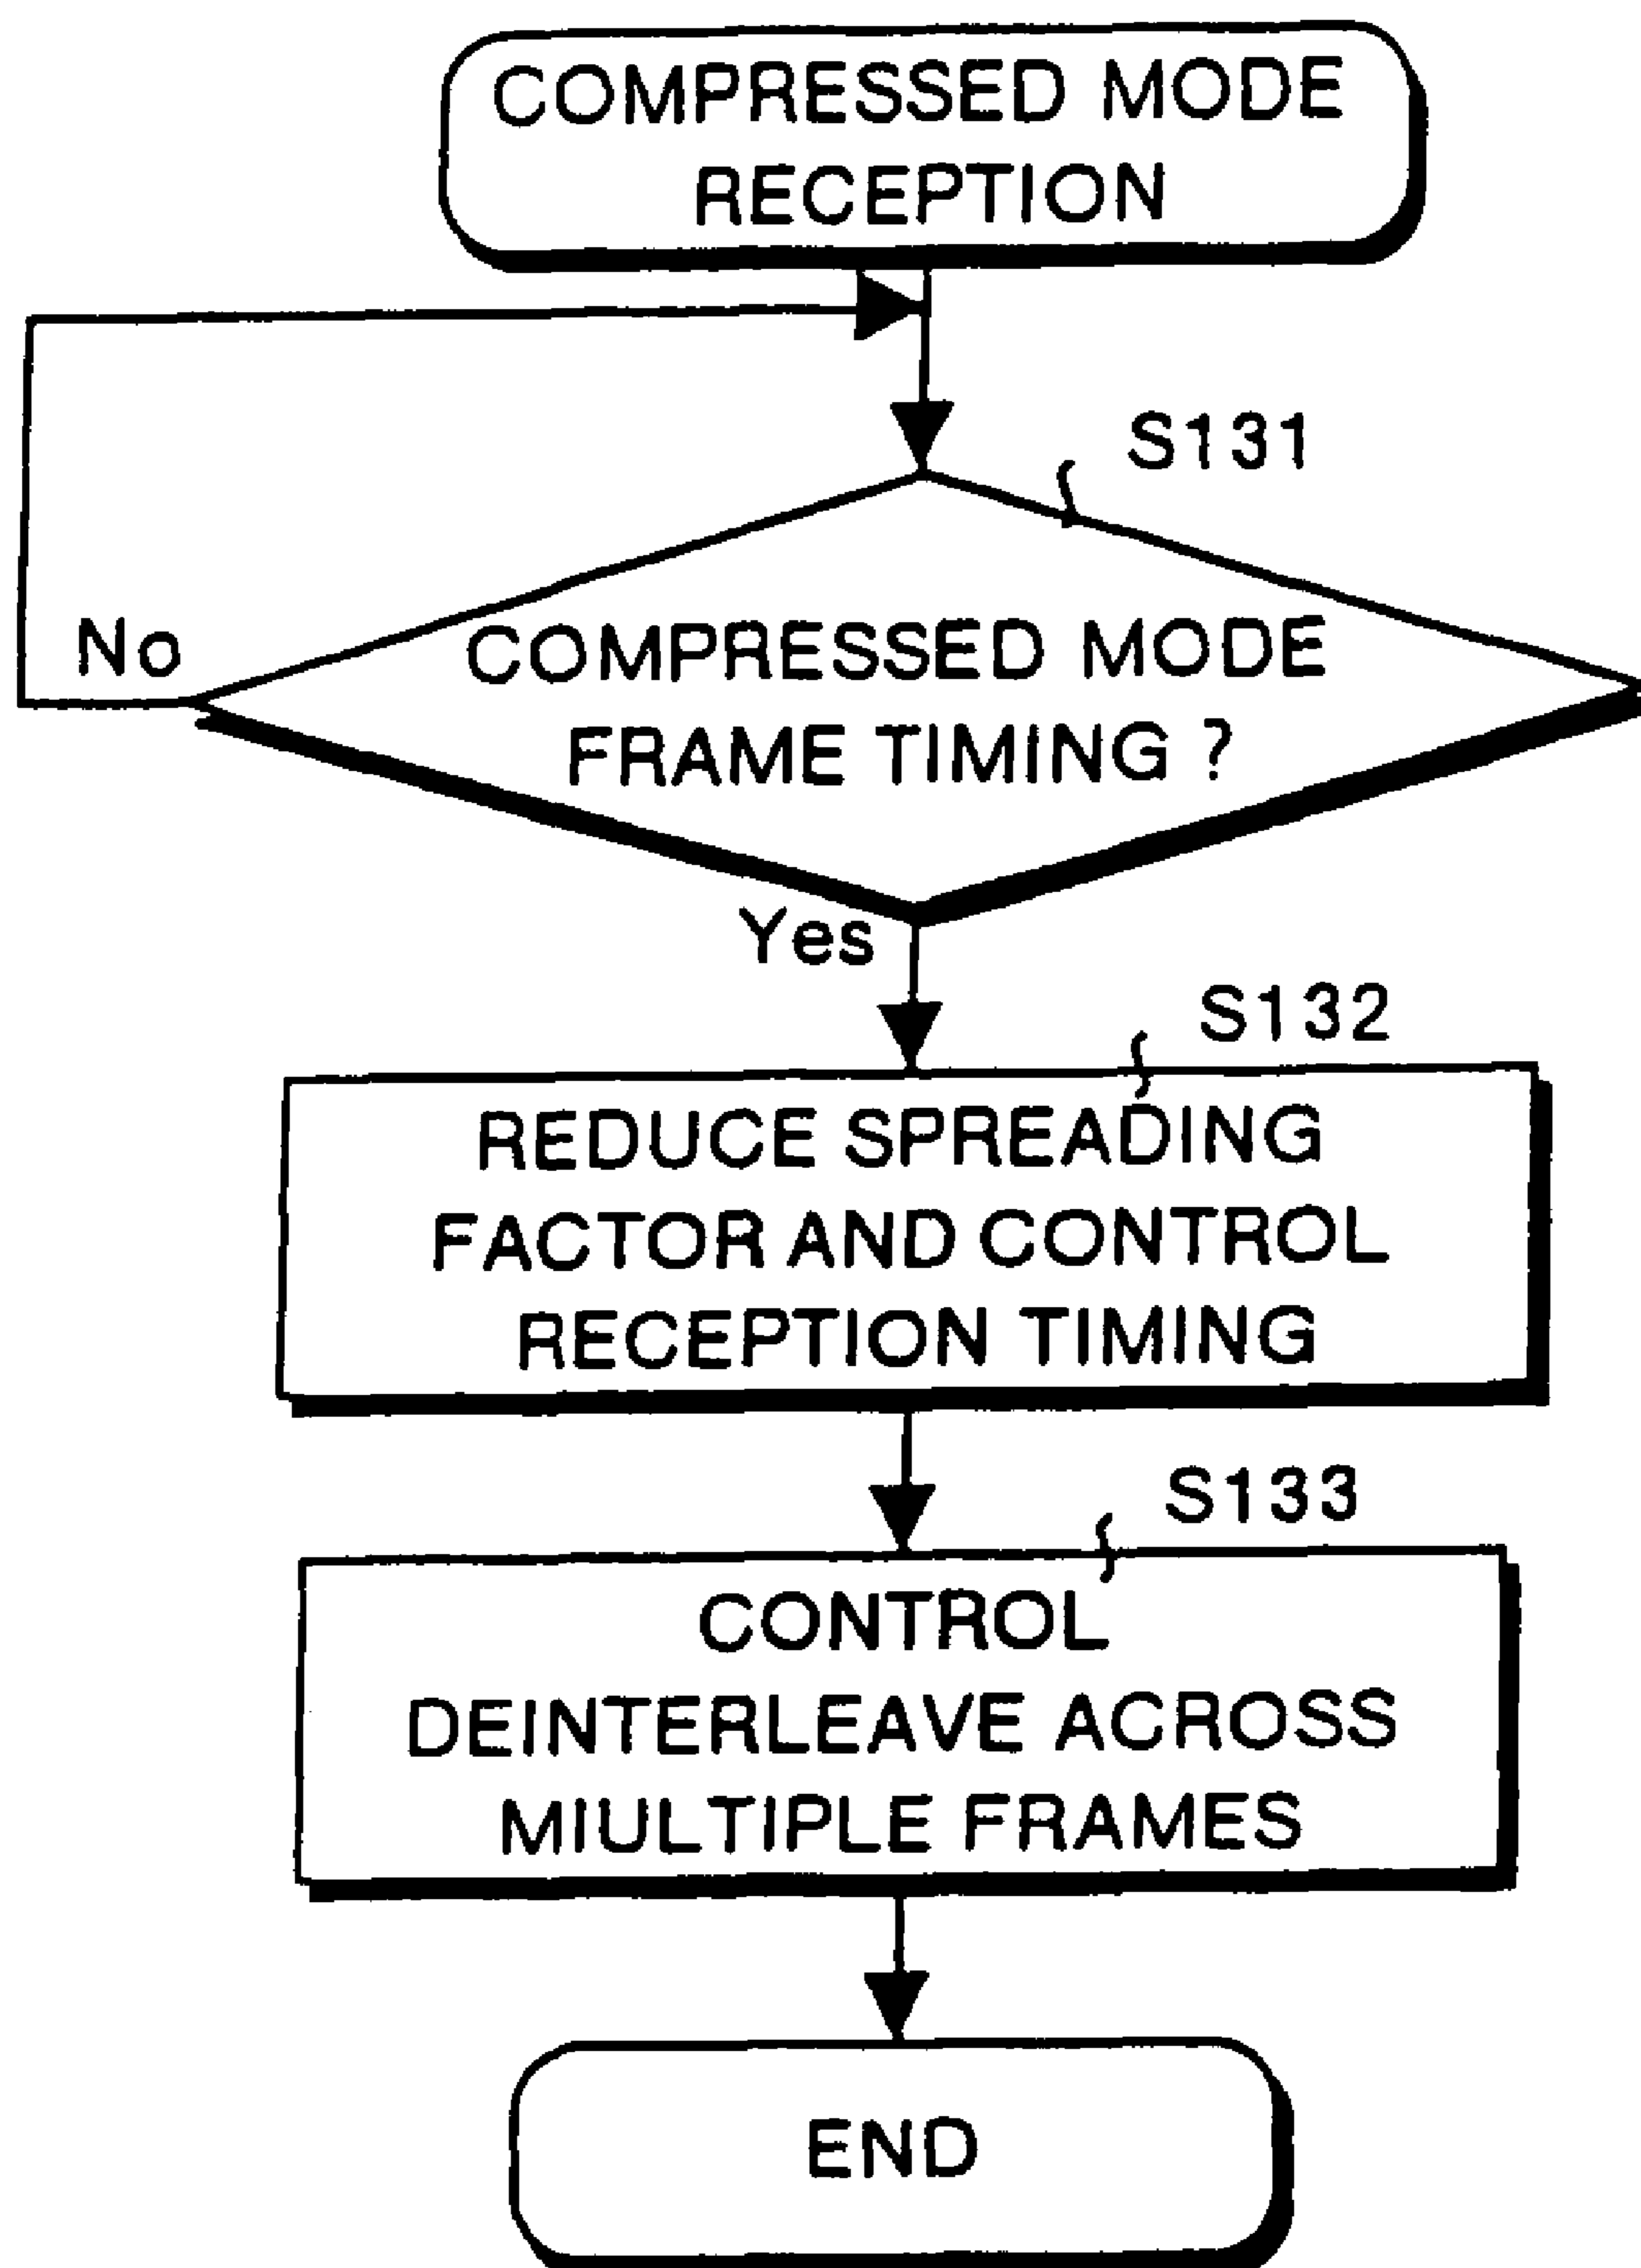 COMPRESSED MODE
RECEPTION
S131
No
COMPRESSED MODE
FRAME TIMING ?
Yes
S132
REDUCE SPREADING
FACTOR AND CONTROL
RECEPTION TIMING
S133
CONTROL
DEINTERLEAVE ACROSS
MIULTIPLE FRAMES
END